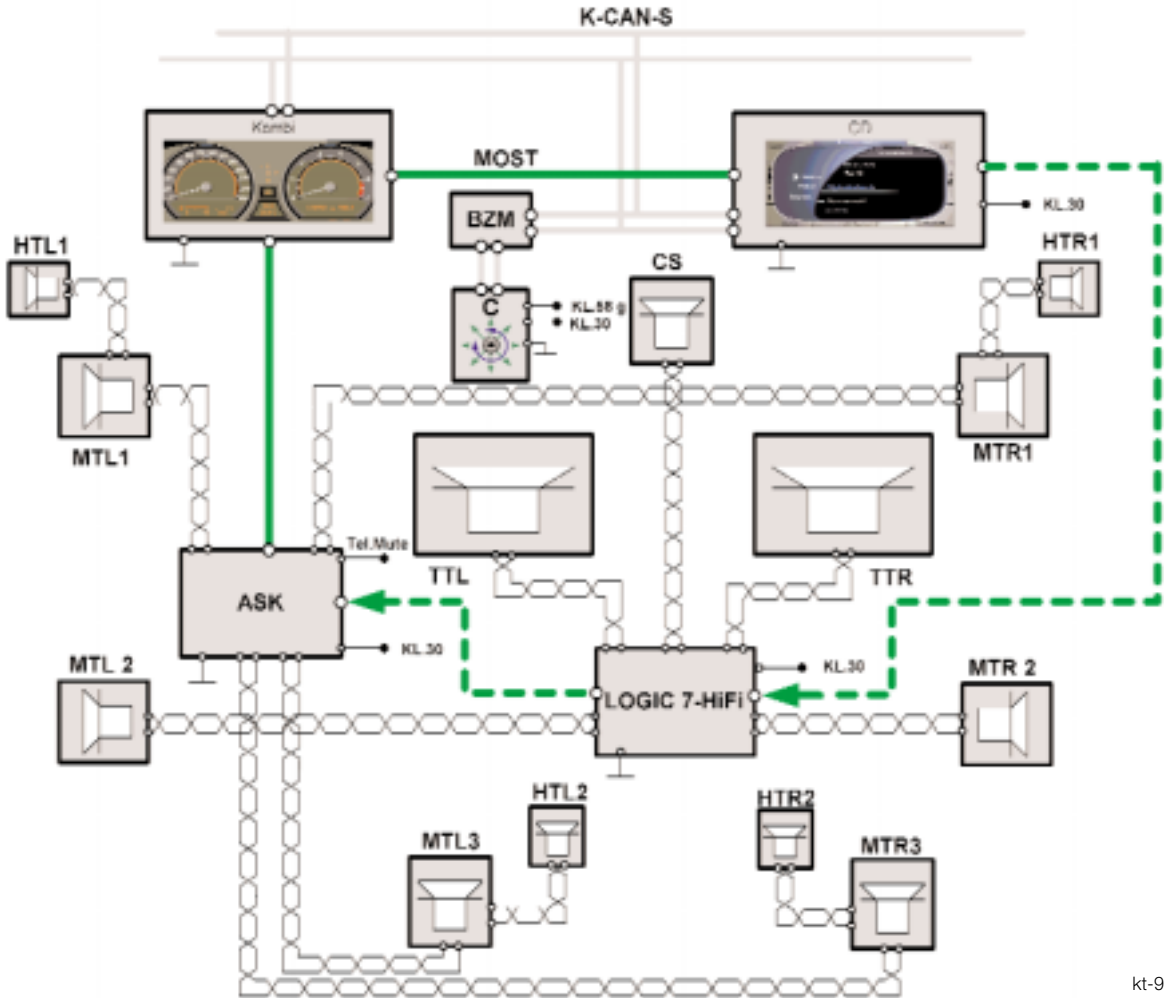 K-CAN-S
Kombi
CD
MOST
KL.30
BZM
HTL1
HTR1
CS
C
KL.58 g
KL.30
MTL1
MTR1
Tel.Mute
TTL
TTR
ASK
KL.30
MTL 2
KL.30
MTR 2
LOGIC 7-HiFi
HTL2
HTR2
MTL3
MTR3
kt-9